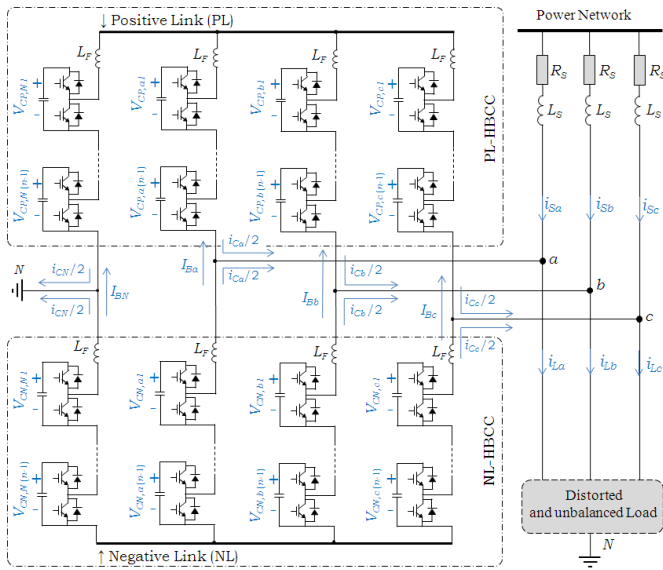 ↓ Positive Link (PL)
Power Network
L_F L_F L_F L_F
R_S R_S R_S
L_S L_S L_S
+ V_CP,N1 −
+ V_CP,a1 −
+ V_CP,b1 −
+ V_CP,c1 −
PL-HBCC
+ V_CP,N(n-1) −
+ V_CP,a(n-1) −
+ V_CP,b(n-1) −
+ V_CP,c(n-1) −
i_Sa i_Sb i_Sc
i_CN/2
i_CN/2
N
I_BN
I_Ba
i_Ca/2
i_Ca/2
I_Bb
i_Cb/2
i_Cb/2
I_Bc
i_Cc/2
i_Cc/2
a
b
c
L_F L_F L_F L_F
i_La i_Lb i_Lc
+ V_CN,N1 −
+ V_CN,a1 −
+ V_CN,b1 −
+ V_CN,c1 −
NL-HBCC
+ V_CN,N(n-1) −
+ V_CN,a(n-1) −
+ V_CN,b(n-1) −
+ V_CN,c(n-1) −
Distorted
and unbalanced Load
N
↑ Negative Link (NL)